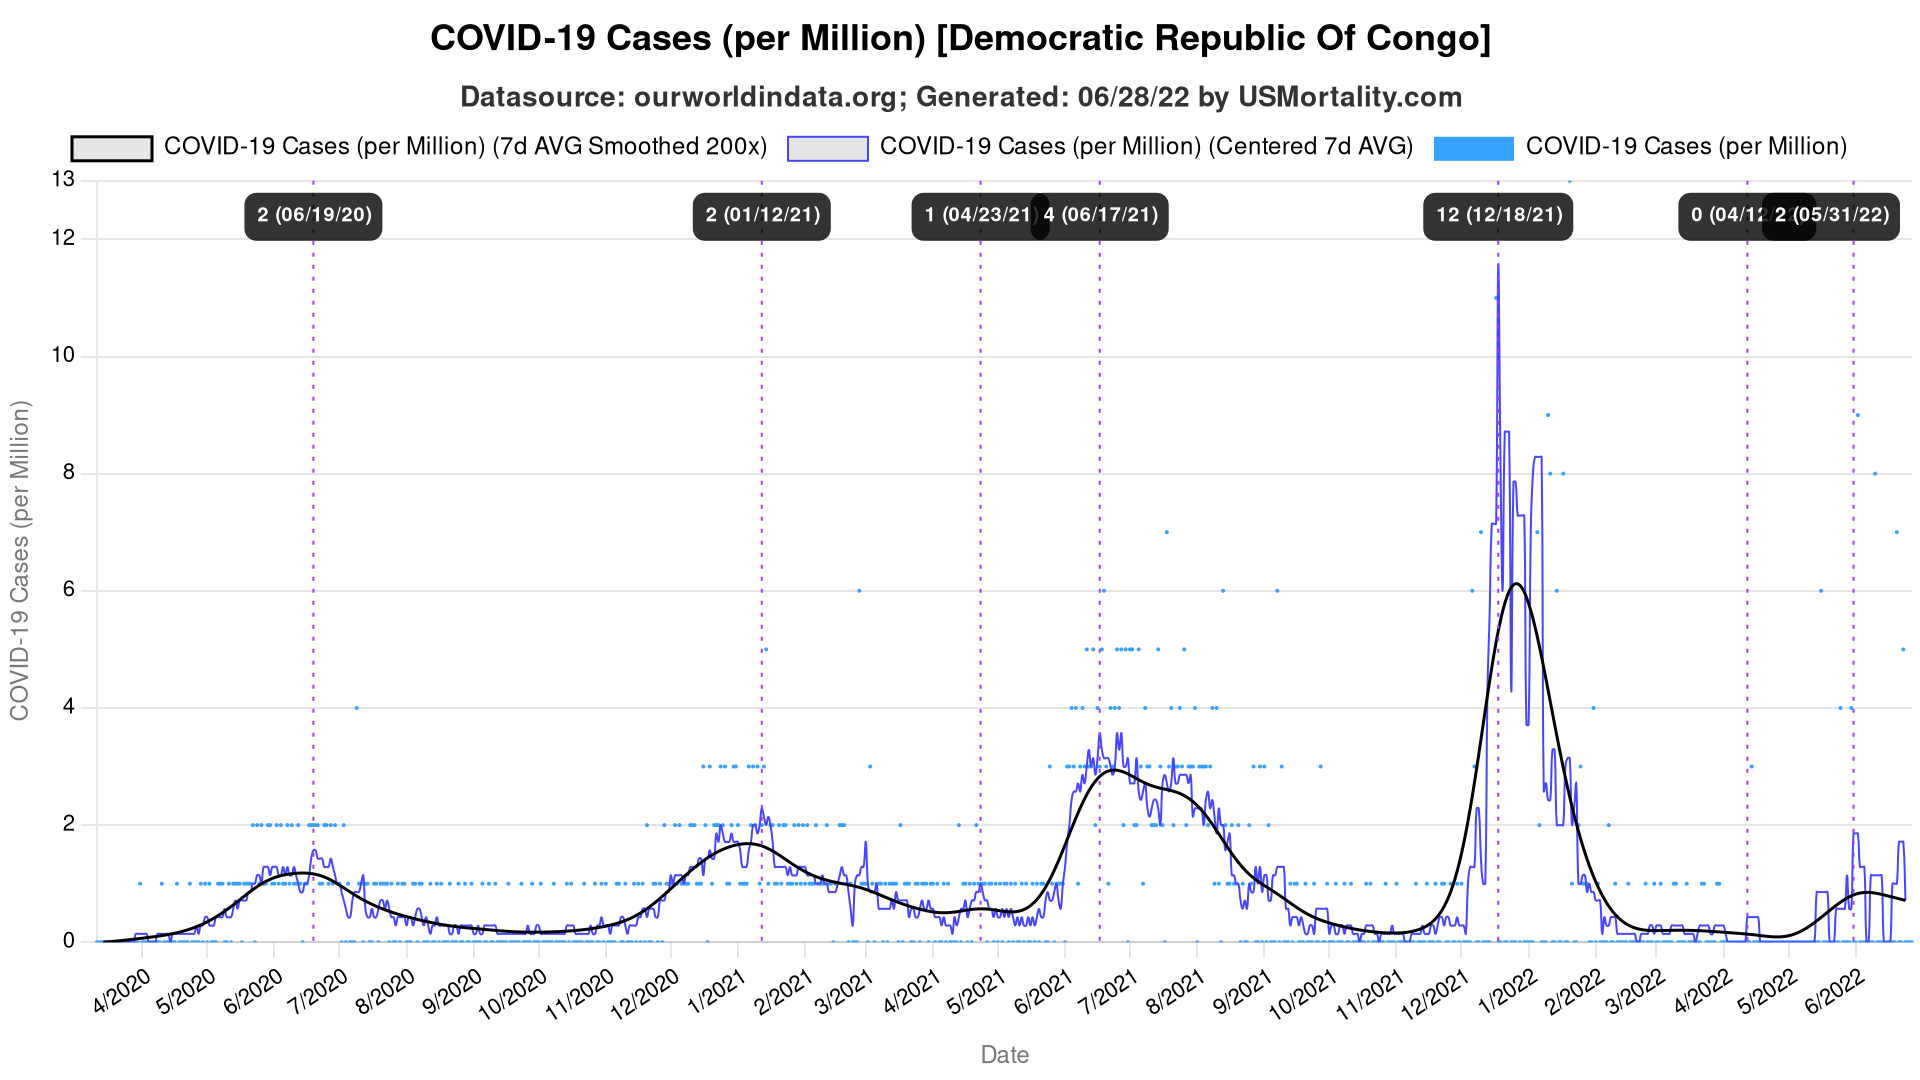 COVID-19 Cases (per Million) [Democratic Republic Of Congo]
Datasource: ourworldindata.org; Generated: 06/28/22 by USMortality.com
COVID-19 Cases (per Million) (7d AVG Smoothed 200x) COVID-19 Cases (per Million) (Centered 7d AVG) COVID-19 Cases (per Million)
13
2 (06/19/20) 2 (01/12/21) 1 (04/23/21) 4 (06/17/21) 12 (12/18/21) 0 (04/12 2 (05/31/22)
12
10
8
6
4
2
0
COVID-19 Cases (per Million)
4/2020 5/2020 6/2020 7/2020 8/2020 9/2020 10/2020 11/2020 12/2020 1/2021 2/2021 3/2021 4/2021 5/2021 6/2021 7/2021 8/2021 9/2021 10/2021 11/2021 12/2021 1/2022 2/2022 3/2022 4/2022 5/2022 6/2022
Date